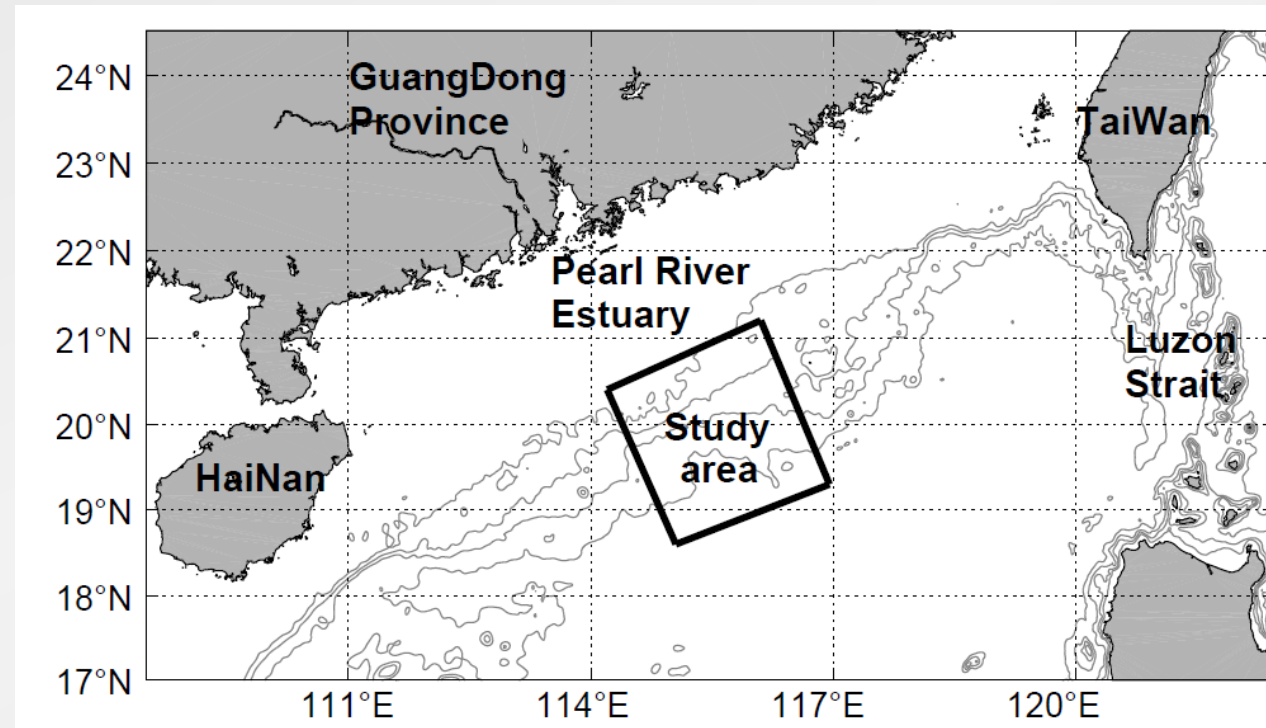 24°N
GuangDong
Province
TaiWan
23°N
22°N
Pearl River
Estuary
21°N
Luzon
Strait
20°N
Study
area
HaiNan
19°N
18°N
17°N
111°E
114°E
117°E
120°E